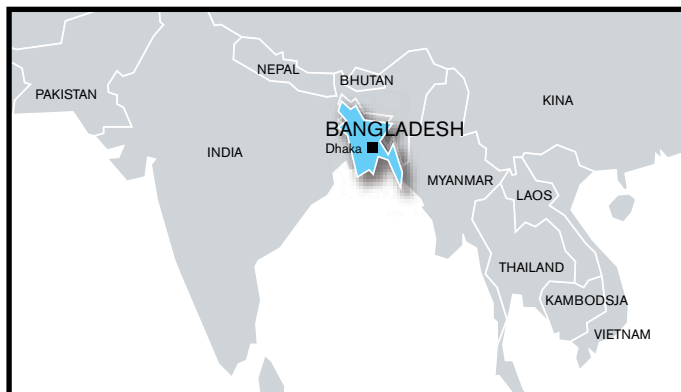 NEPAL
BHUTAN
PAKISTAN
KINA
BANGLADESH
Dhaka
INDIA
MYANMAR
LAOS
THAILAND
KAMBODSJA
VIETNAM